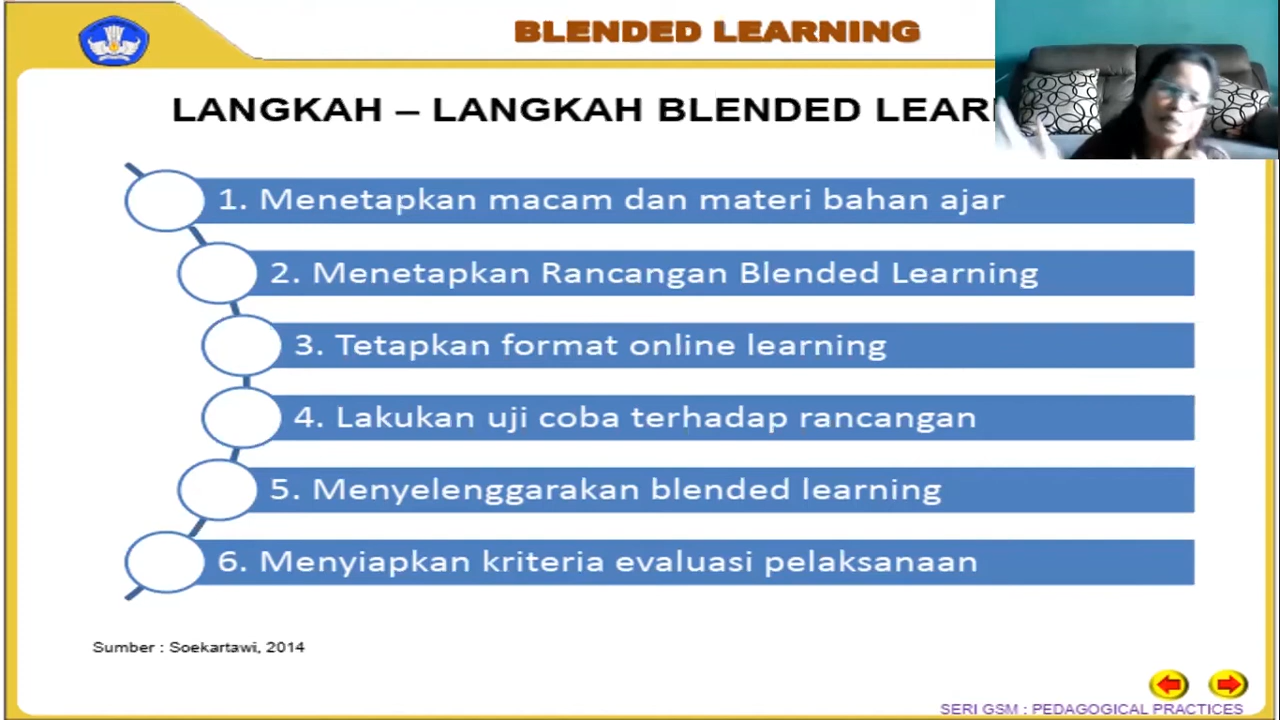 BLENDED LEARNING
LANGKAH – LANGKAH BLENDED
1. Menetapkan macam dan materi bahan ajar
2. Menetapkan Rancangan Blended Learning
3. Tetapkan format online learning
4. Lakukan uji coba terhadap rancangan
5. Menyelenggarakan blended learning
6. Menyiapkan kriteria evaluasi pelaksanaan
Sumber : Soekartawi, 2014
SERI GSM : PEDAGOGICAL PRACTICES